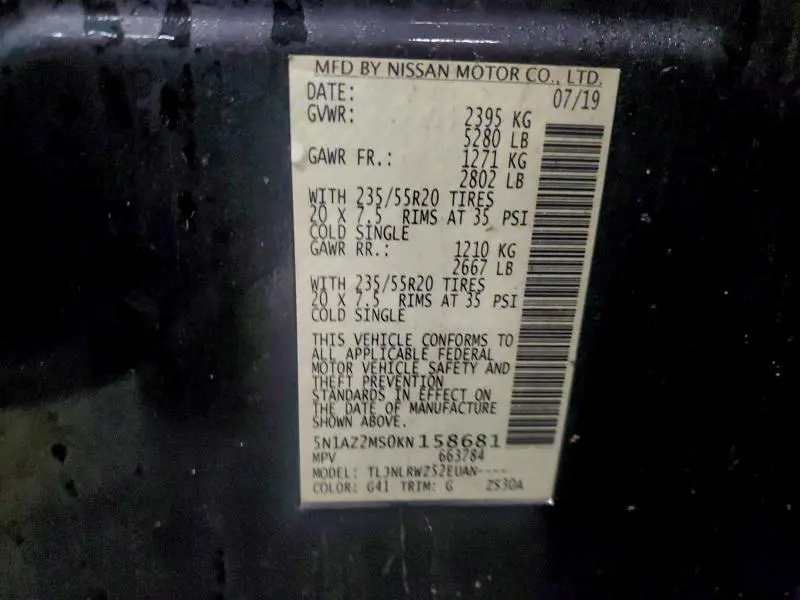 MFD BY NISSAN MOTOR CO., LTD.
DATE: 07/19
GVWR: 2395 KG
5280 LB
GAWR FR.: 1271 KG
2802 LB
WITH 235/55R20 TIRES
20 X 7.5 RIMS AT 35 PSI
COLD SINGLE
GAWR RR.: 1210 KG
2667 LB
WITH 235/55R20 TIRES
20 X 7.5 RIMS AT 35 PSI
COLD SINGLE
THIS VEHICLE CONFORMS TO
ALL APPLICABLE FEDERAL
MOTOR VEHICLE SAFETY AND
THEFT PREVENTION
STANDARDS IN EFFECT ON
THE DATE OF MANUFACTURE
SHOWN ABOVE.
5N1AZ2MS0KN158681
MPV 663784
MODEL: TLJNLRWZ52EUAN----
COLOR: G41 TRIM: G Z530A